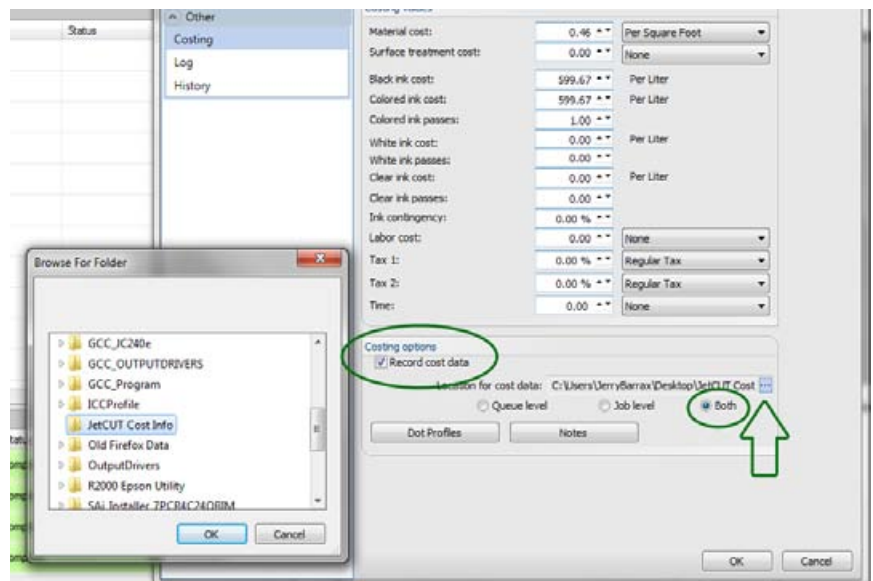 Status
Other
Costing
Log
History
Costing values
Material cost: 0.46 Per Square Foot
Surface treatment cost: 0.00 None
Black ink cost: 599.67 Per Liter
Colored ink cost: 599.67 Per Liter
Colored ink passes: 1.00
White ink cost: 0.00 Per Liter
White ink passes: 0.00
Clear ink cost: 0.00 Per Liter
Clear ink passes: 0.00
Ink contingency: 0.00 %
Labor cost: 0.00 None
Tax 1: 0.00 % Regular Tax
Tax 2: 0.00 % Regular Tax
Time: 0.00 None
Costing options
Record cost data
Location for cost data: C:\Users\JerryBarrax\Desktop\JetCUT Cost ...
Queue level Job level Both
Dot Profiles Notes
OK Cancel
Browse For Folder
GCC_JC240e
GCC_OUTPUTDRIVERS
GCC_Program
ICCProfile
JetCUT Cost Info
Old Firefox Data
OutputDrivers
R2000 Epson Utility
OK Cancel